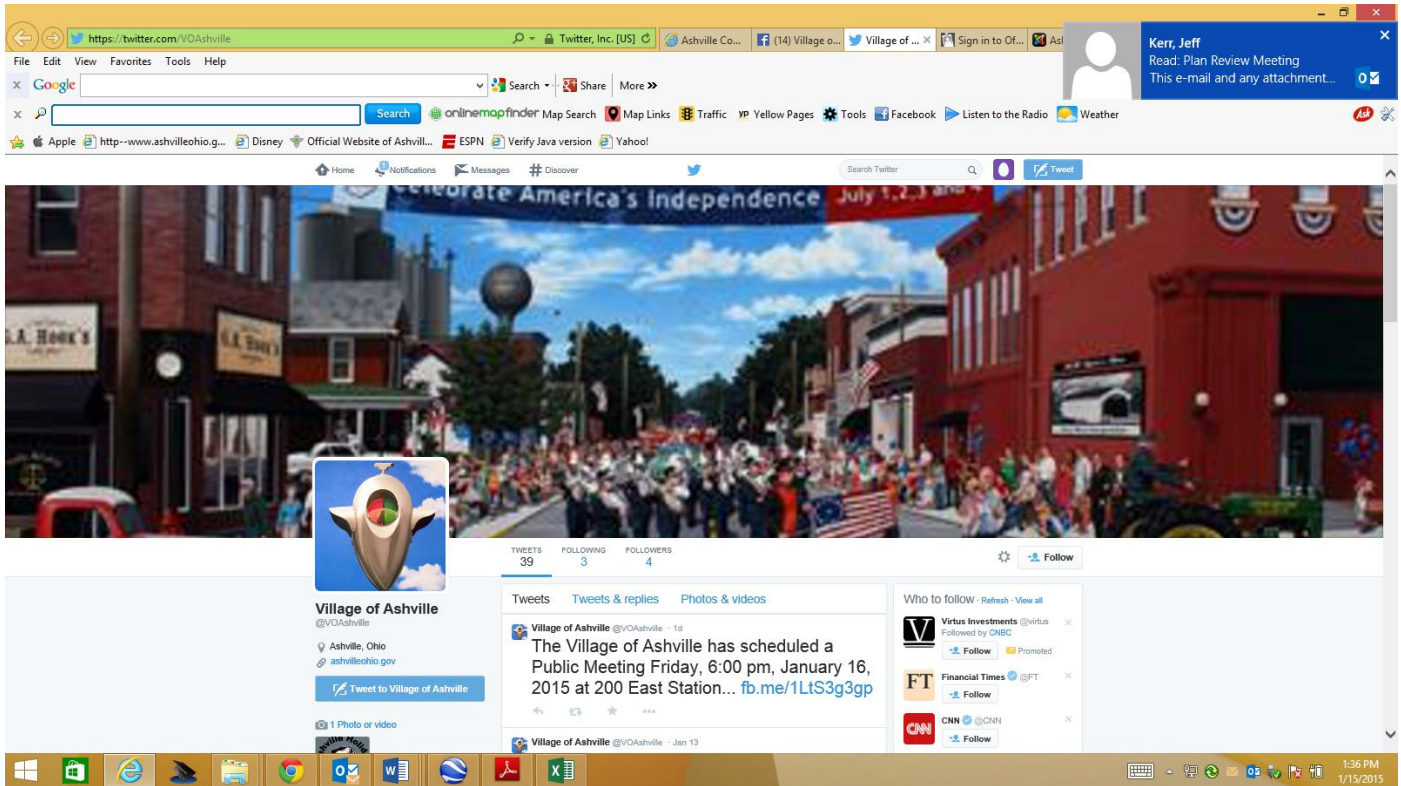 https://twitter.com/VOAshville
Twitter, Inc. [US]
Ashville Co...
(14) Village o...
Village of ...
Sign in to Of...
Kerr, Jeff
Read: Plan Review Meeting
This e-mail and any attachment...
File Edit View Favorites Tools Help
x Google Search Share More »
x Search onlinemapfinder Map Search Map Links Traffic YP Yellow Pages Tools Facebook Listen to the Radio Weather Ask
Apple http--www.ashvilleohio.g... Disney Official Website of Ashvill... ESPN Verify Java version Yahoo!
Home Notifications Messages # Discover Search Twitter Tweet
Celebrate America's Independence July 1,2,3 and 4
TWEETS FOLLOWING FOLLOWERS
39 3 4
Follow
Village of Ashville
@VOAshville
Ashville, Ohio
ashvilleohio.gov
Tweet to Village of Ashville
1 Photo or video
Tweets Tweets & replies Photos & videos
Village of Ashville @VOAshville · 1d
The Village of Ashville has scheduled a
Public Meeting Friday, 6:00 pm, January 16,
2015 at 200 East Station... fb.me/1LtS3g3gp
Village of Ashville @VOAshville · Jan 13
Who to follow · Refresh · View all
Virtus Investments @virtus
Followed by CNBC
Follow Promoted
FT Financial Times @FT
Follow
CNN CNN @CNN
Follow
1:36 PM
1/15/2015